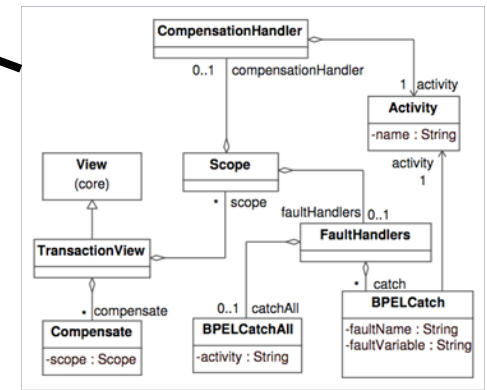 CompensationHandler
0..1 compensationHandler
1 activity
Activity
-name : String
View
(core)
Scope
activity
1
* scope
faultHandlers 0..1
TransactionView
FaultHandlers
* compensate
0..1 catchAll
* catch
Compensate
-scope : Scope
BPELCatchAll
-activity : String
BPELCatch
-faultName : String
-faultVariable : String